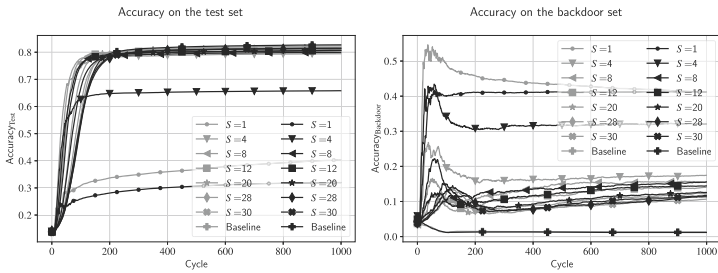 Accuracy on the test set
Accuracy_Test
0.8
0.7
0.6
0.5
0.4
0.3
0.2
0
200
400
600
800
1000
Cycle
S = 1
S = 4
S = 8
S = 12
S = 20
S = 28
S = 30
Baseline
S = 1
S = 4
S = 8
S = 12
S = 20
S = 28
S = 30
Baseline
Accuracy on the backdoor set
Accuracy_Backdoor
0.5
0.4
0.3
0.2
0.1
0.0
0
200
400
600
800
1000
Cycle
S = 1
S = 4
S = 8
S = 12
S = 20
S = 28
S = 30
Baseline
S = 1
S = 4
S = 8
S = 12
S = 20
S = 28
S = 30
Baseline